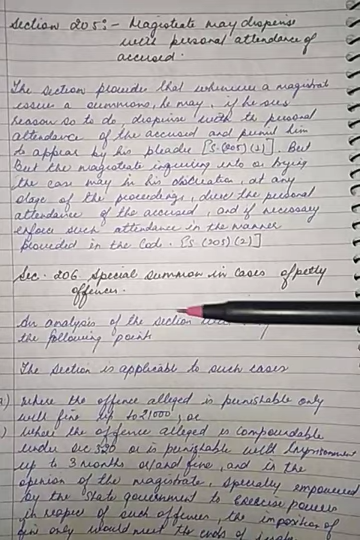 Section 205:- Magistrate may dispense
with personal attendance of
accused.
The section provides that whenever a magistrate
issues a summons, he may, if he sees
reason so to do, dispense with the personal
attendance of the accused and permit him
to appear by his pleader [S. (205) (1)]. But
But the magistrate inquiring into or trying
the case may in his discretion, at any
stage of the proceedings, direct the personal
attendance of the accused, and if necessary
enforce such attendance in the manner
provided in the Code. [S. (205) (2)]
Sec. 206 Special Summon in cases of petty
offences.
An analysis of the section
the following points
The section is applicable to such cases
where the offence alleged is punishable only
with fine up to 1000, or
) where the offence alleged is compoundable
under sec 320 or is punishable with Imprisonment
up to 3 months or/and fine, and in the
opinion of the magistrate, specially empowered
by the State government to Exercise powers
in respect of such offences, the imposition of
fine only would meet the ends of